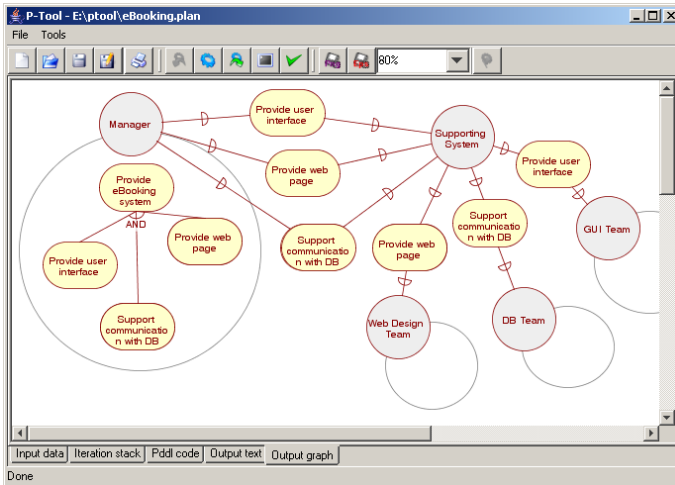 P-Tool - E:\ptool\eBooking.plan
File Tools
80%
Manager
Provide user
interface
Supporting
System
Provide web
page
Provide user
interface
Provide
eBooking
system
AND
Provide web
page
Provide user
interface
Support
communicatio
n with DB
Support
communicatio
n with DB
Provide web
page
Support
communicatio
n with DB
GUI Team
Web Design
Team
DB Team
Input data Iteration stack Pddl code Output text Output graph
Done